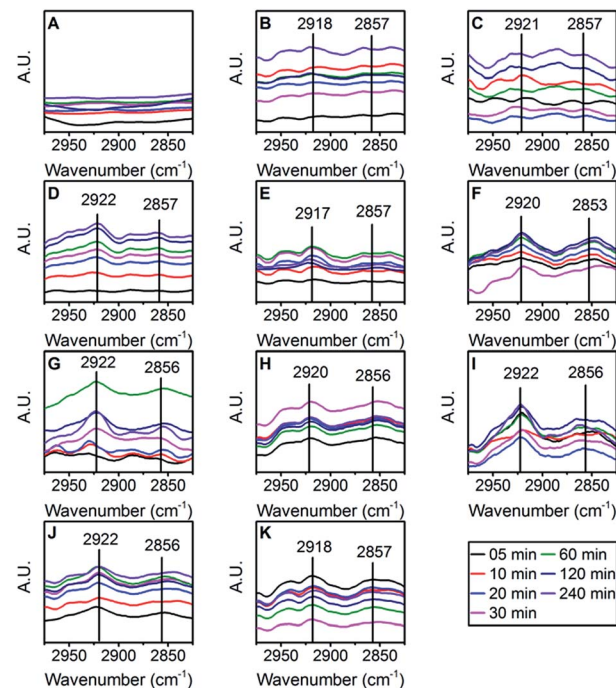 A B C
2918 2857 2921 2857
A.U. A.U. A.U.
2950 2900 2850 2950 2900 2850 2950 2900 2850
Wavenumber (cm-1) Wavenumber (cm-1) Wavenumber (cm-1)
D E F
2922 2857 2917 2857 2920 2853
A.U. A.U. A.U.
2950 2900 2850 2950 2900 2850 2950 2900 2850
Wavenumber (cm-1) Wavenumber (cm-1) Wavenumber (cm-1)
G H I
2922 2856 2920 2856 2922 2856
A.U. A.U. A.U.
2950 2900 2850 2950 2900 2850 2950 2900 2850
Wavenumber (cm-1) Wavenumber (cm-1) Wavenumber (cm-1)
J K
2922 2856 2918 2857
A.U. A.U.
2950 2900 2850 2950 2900 2850
Wavenumber (cm-1) Wavenumber (cm-1)
05 min 60 min
10 min 120 min
20 min 240 min
30 min